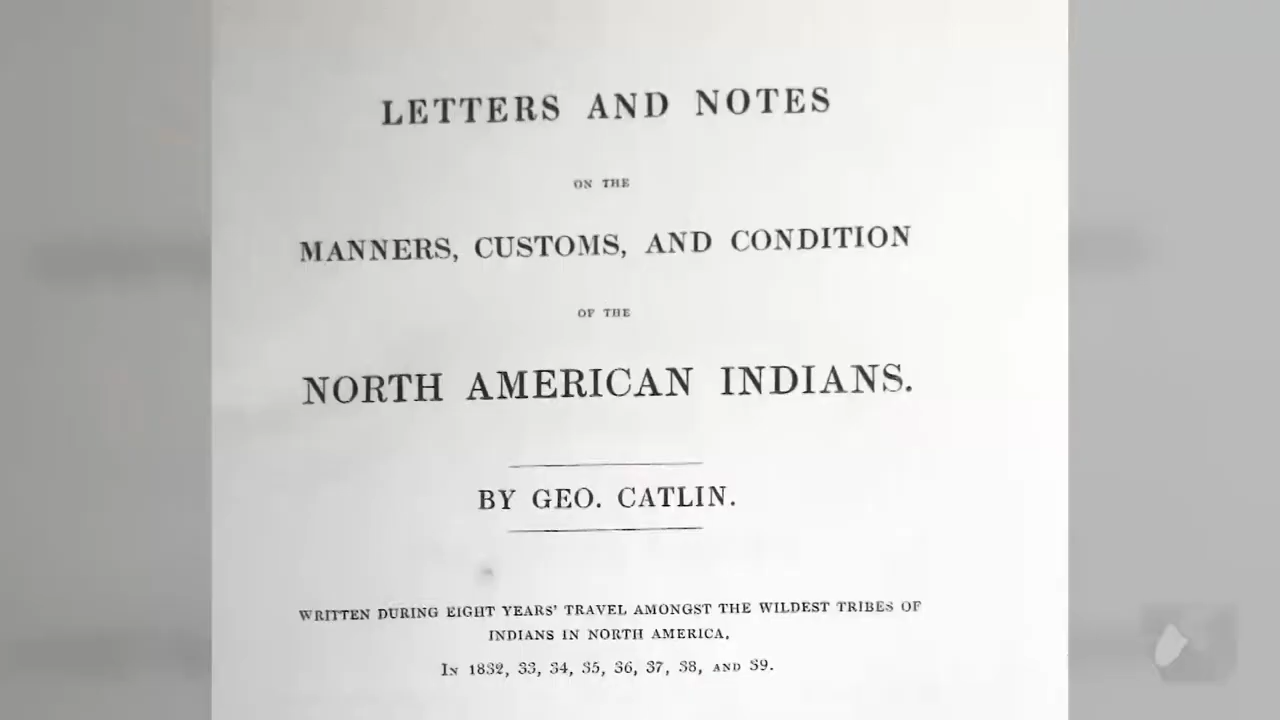 LETTERS AND NOTES
ON THE
MANNERS, CUSTOMS, AND CONDITION
OF THE
NORTH AMERICAN INDIANS.
BY GEO. CATLIN.
WRITTEN DURING EIGHT YEARS' TRAVEL AMONGST THE WILDEST TRIBES OF
INDIANS IN NORTH AMERICA,
In 1832, 33, 34, 35, 36, 37, 38, AND 39.